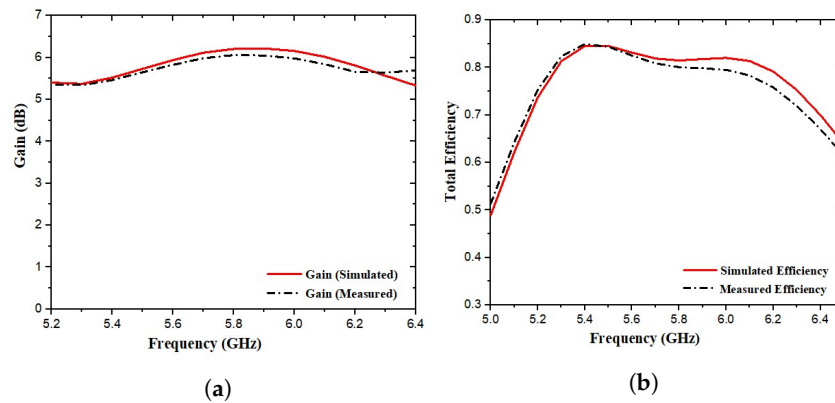 7
6
5
4
3
2
1
0
Gain (dB)
Gain (Simulated)
Gain (Measured)
5.2 5.4 5.6 5.8 6.0 6.2 6.4
Frequency (GHz)
(a)
0.9
0.8
0.7
0.6
0.5
0.4
0.3
Total Efficiency
Simulated Efficiency
Measured Efficiency
5.0 5.2 5.4 5.6 5.8 6.0 6.2 6.4
Frequency (GHz)
(b)